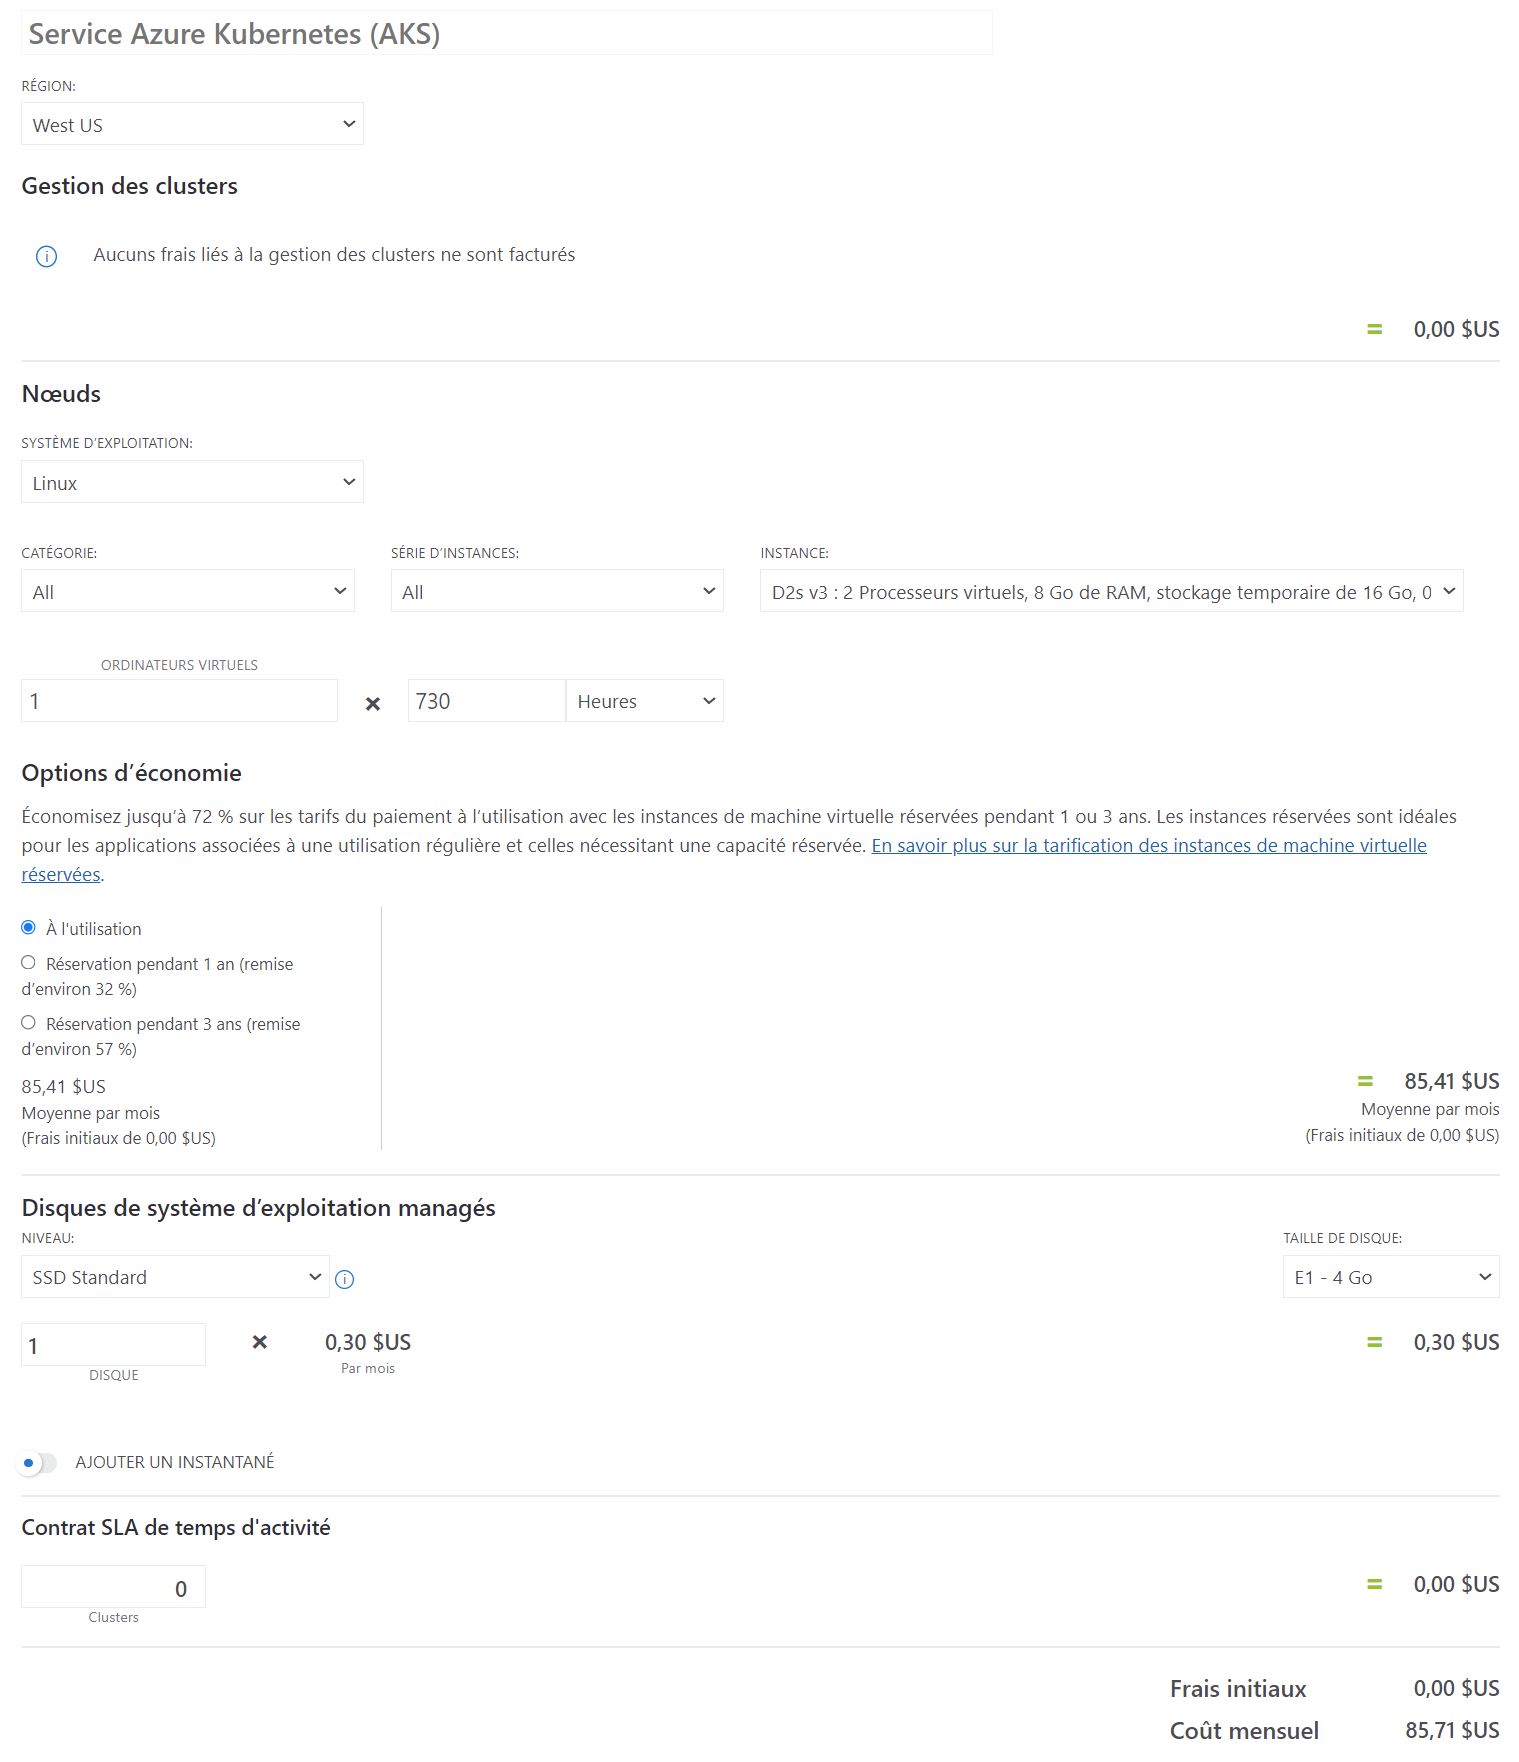 Service Azure Kubernetes (AKS)
RÉGION:
West US
Gestion des clusters
Aucuns frais liés à la gestion des clusters ne sont facturés
= 0,00 $US
Nœuds
SYSTÈME D’EXPLOITATION:
Linux
CATÉGORIE: SÉRIE D’INSTANCES: INSTANCE:
All All D2s v3 : 2 Processeurs virtuels, 8 Go de RAM, stockage temporaire de 16 Go, 0
ORDINATEURS VIRTUELS
1 × 730 Heures
Options d’économie
Économisez jusqu’à 72 % sur les tarifs du paiement à l’utilisation avec les instances de machine virtuelle réservées pendant 1 ou 3 ans. Les instances réservées sont idéales
pour les applications associées à une utilisation régulière et celles nécessitant une capacité réservée. En savoir plus sur la tarification des instances de machine virtuelle
réservées.
À l'utilisation
Réservation pendant 1 an (remise
d’environ 32 %)
Réservation pendant 3 ans (remise
d’environ 57 %)
85,41 $US
Moyenne par mois
(Frais initiaux de 0,00 $US)
= 85,41 $US
Moyenne par mois
(Frais initiaux de 0,00 $US)
Disques de système d’exploitation managés
NIVEAU: TAILLE DE DISQUE:
SSD Standard E1 - 4 Go
1 × 0,30 $US = 0,30 $US
DISQUE Par mois
AJOUTER UN INSTANTANÉ
Contrat SLA de temps d'activité
0 = 0,00 $US
Clusters
Frais initiaux 0,00 $US
Coût mensuel 85,71 $US